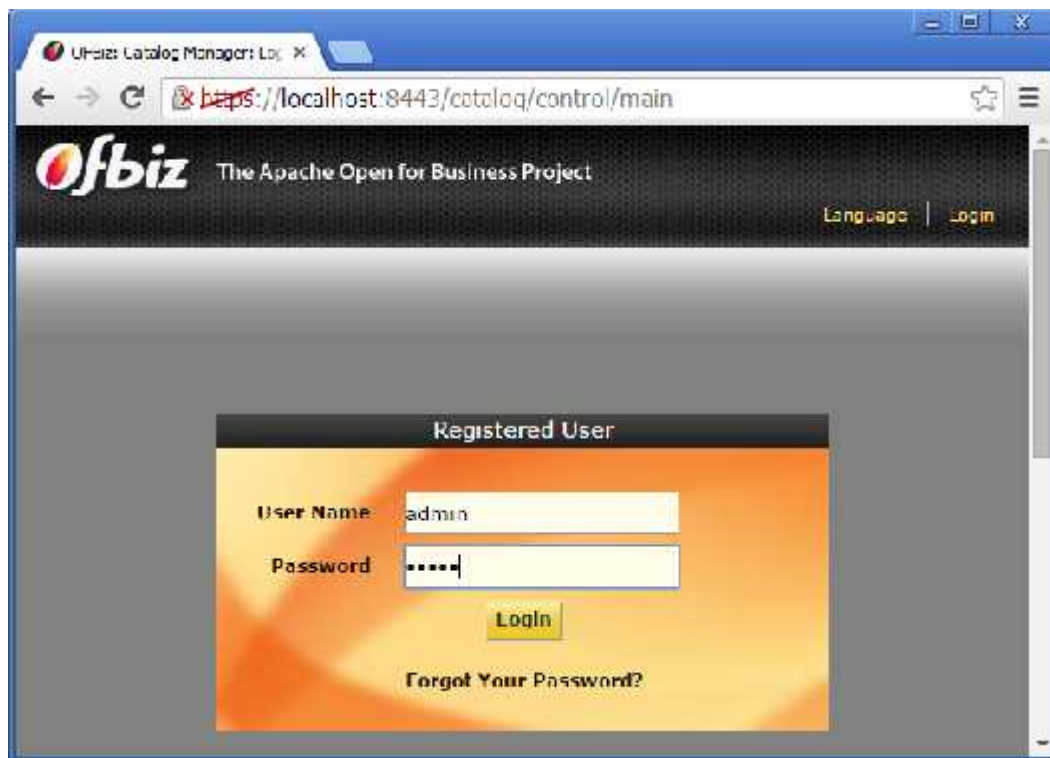 OFBiz: Catalog Manager: Log
https://localhost:8443/catalog/control/main
Ofbiz The Apache Open for Business Project
Language | Login
Registered User
User Name admin
Password •••••
Login
Forgot Your Password?